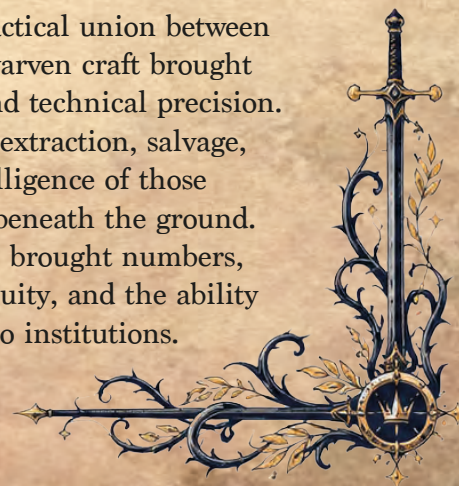 ctical union between
arven craft brought
nd technical precision.
extraction, salvage,
lligence of those
beneath the ground.
brought numbers,
uity, and the ability
o institutions.